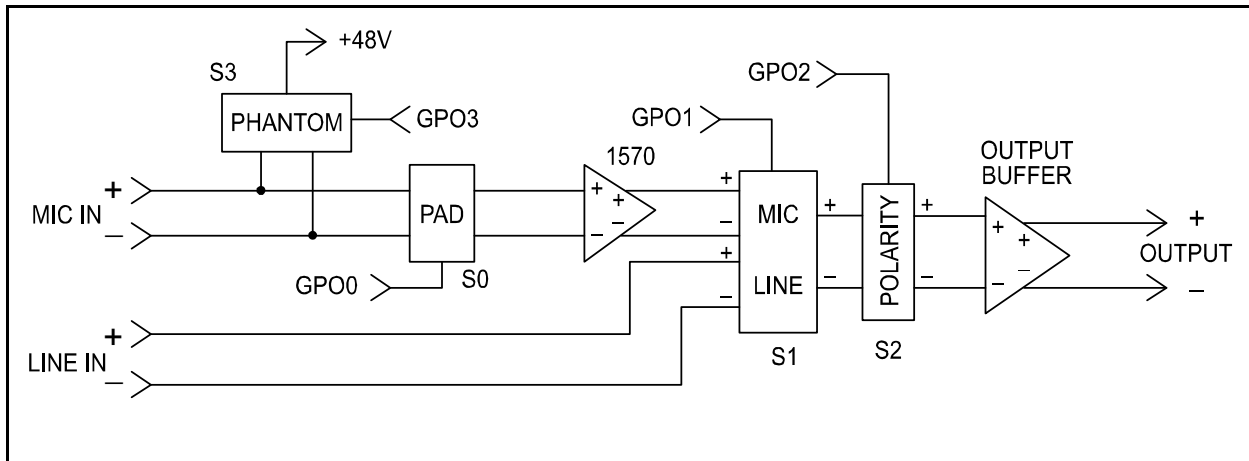 +48V
S3
PHANTOM
GPO3
GPO2
GPO1
1570
OUTPUT
BUFFER
+
MIC IN
−
PAD
+
+
−
−
+
−
+
−
MIC
LINE
+
−
POLARITY
+
−
+
+
−
−
+
OUTPUT
−
GPO0
S0
+
LINE IN
−
S1
S2